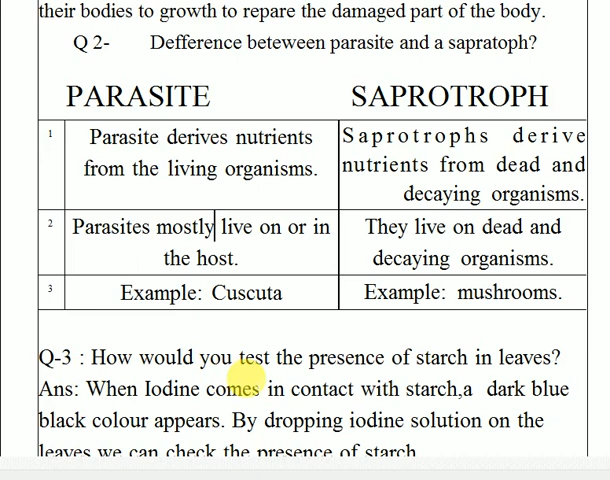 their bodies to growth to repare the damaged part of the body.
Q 2- Defference beteween parasite and a sapratoph?
PARASITE SAPROTROPH
1 Parasite derives nutrients from the living organisms. Saprotrophs derive nutrients from dead and decaying organisms.
2 Parasites mostly live on or in the host. They live on dead and decaying organisms.
3 Example: Cuscuta Example: mushrooms.
Q-3 : How would you test the presence of starch in leaves?
Ans: When Iodine comes in contact with starch,a dark blue
black colour appears. By dropping iodine solution on the
leaves we can check the presence of starch